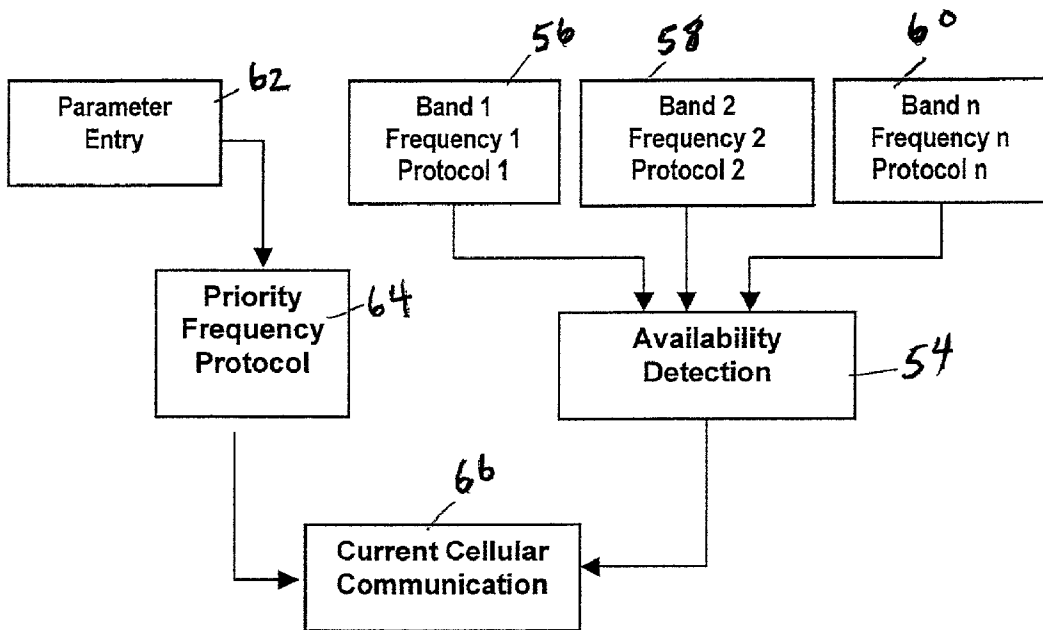 62
Parameter
Entry
56
Band 1
Frequency 1
Protocol 1
58
Band 2
Frequency 2
Protocol 2
60
Band n
Frequency n
Protocol n
Priority
Frequency
Protocol
64
Availability
Detection
54
66
Current Cellular
Communication